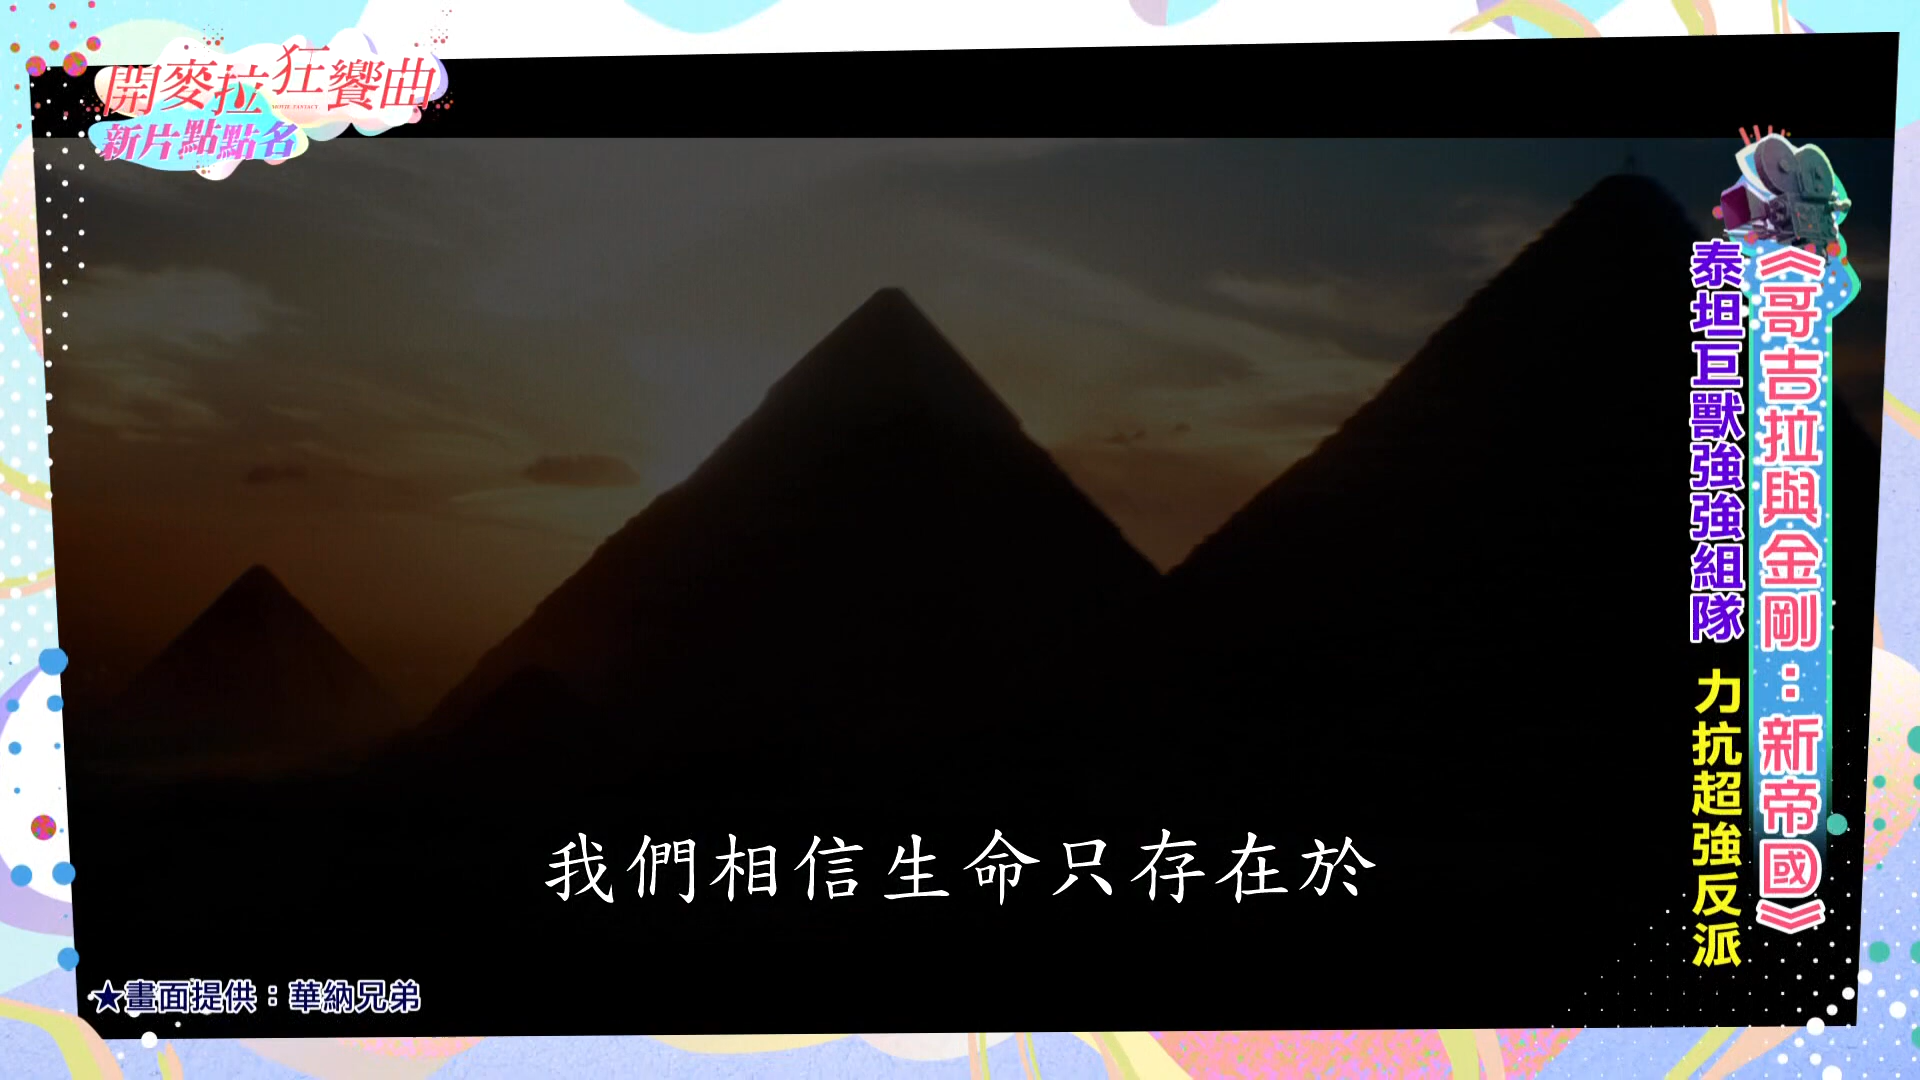 開麥拉狂饗曲
MOVIE FANTACY
新片點點名
《哥吉拉與金剛：新帝國》
泰坦巨獸強強組隊 力抗超強反派
我們相信生命只存在於
★畫面提供：華納兄弟